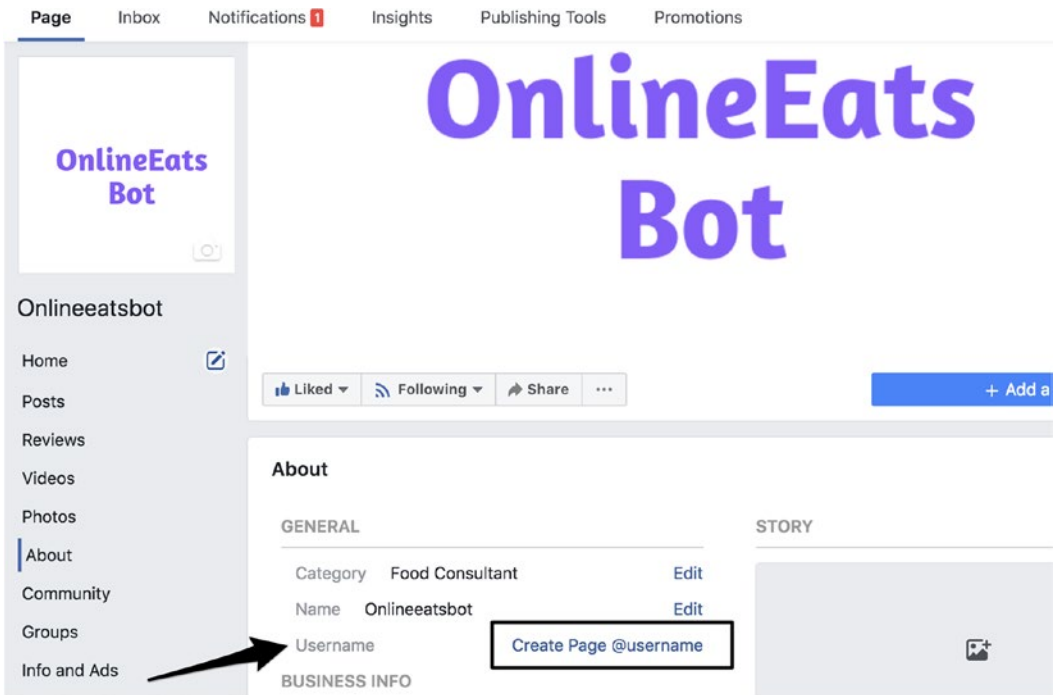 Page Inbox Notifications 1 Insights Publishing Tools Promotions
OnlineEats
Bot
OnlineEats
Bot
Onlineeatsbot
Home
Posts
Reviews
Videos
Photos
About
Community
Groups
Info and Ads
Liked Following Share ...
+ Add a
About
GENERAL
Category Food Consultant Edit
Name Onlineeatsbot Edit
Username Create Page @username
BUSINESS INFO
STORY